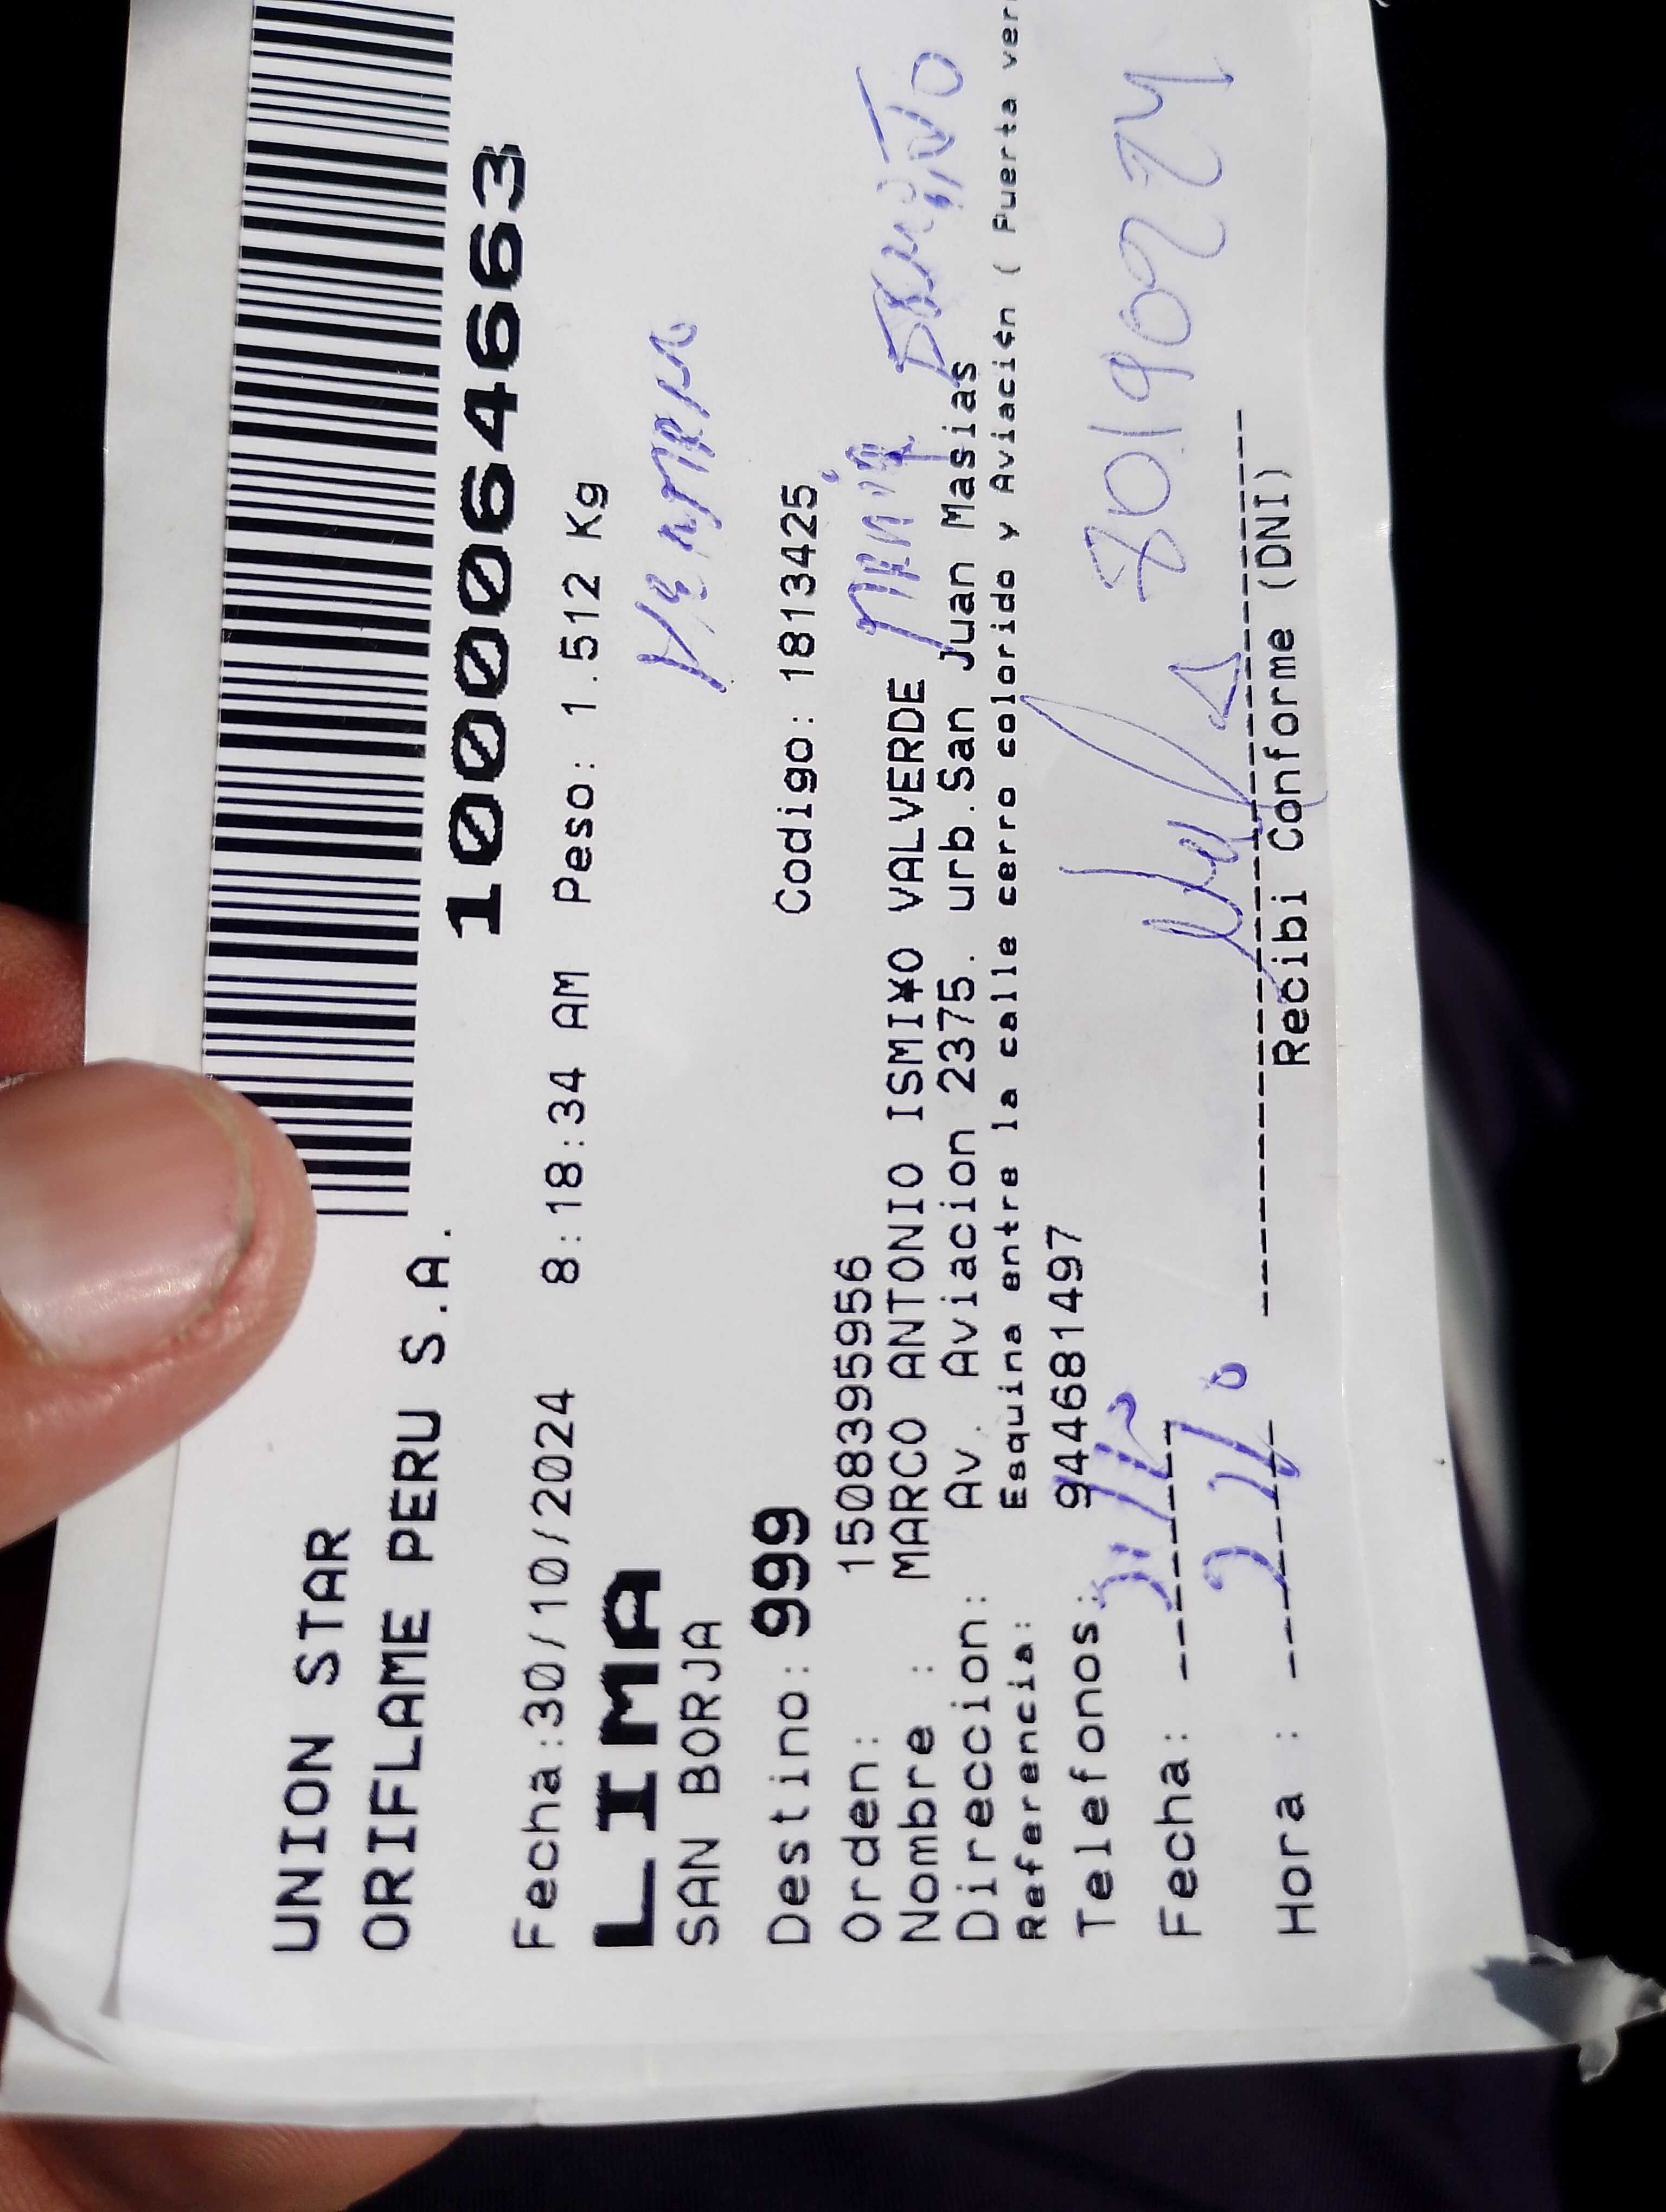 UNION STAR
ORIFLAME PERU S.A.
1000064663
Fecha:30/10/2024 8:18:34 AM Peso: 1.512 Kg
LIMA
SAN BORJA
Destino: 999 Codigo: 1813425
Orden: 1508395956
Nombre : MARCO ANTONIO ISMI¥O VALVERDE
Direccion: Av. Aviacion 2375. urb.San Juan Masias
Referencia: Esquina entre la calle cerro colorido y Aviación ( Puerta ver
Telefonos: 944681497
Fecha:
Hora :
Recibi Conforme (DNI)